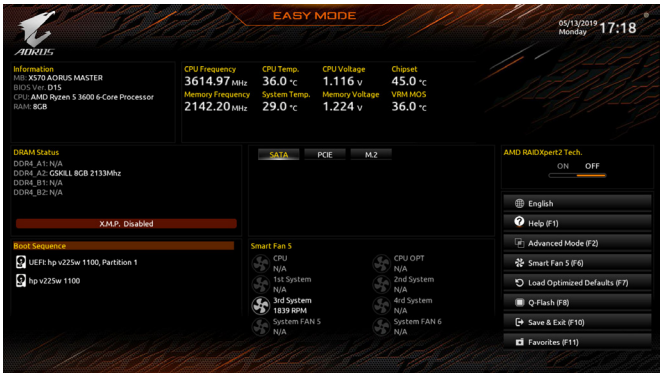 EASY MODE
05/13/2019 Monday 17:18
AORUS
Information
MB: X570 AORUS MASTER
BIOS Ver. D15
CPU: AMD Ryzen 5 3600 6-Core Processor
RAM: 8GB
CPU Frequency CPU Temp. CPU Voltage Chipset
3614.97 MHz 36.0 °C 1.116 V 45.0 °C
Memory Frequency System Temp. Memory Voltage VRM MOS
2142.20 MHz 29.0 °C 1.224 V 36.0 °C
DRAM Status
DDR4_A1: N/A
DDR4_A2: GSKILL 8GB 2133Mhz
DDR4_B1: N/A
DDR4_B2: N/A
X.M.P. Disabled
SATA PCIE M.2
AMD RAIDXpert2 Tech.
ON OFF
Boot Sequence
UEFI: hp v225w 1100, Partition 1
hp v225w 1100
Smart Fan 5
CPU CPU OPT
N/A N/A
1st System 2nd System
N/A N/A
3rd System 4rd System
1839 RPM N/A
System FAN 5 System FAN 6
N/A N/A
English
Help (F1)
Advanced Mode (F2)
Smart Fan 5 (F6)
Load Optimized Defaults (F7)
Q-Flash (F8)
Save & Exit (F10)
Favorites (F11)